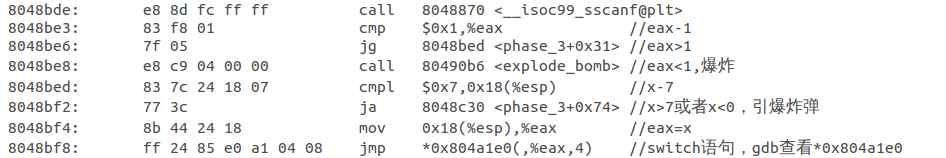 8048bde: e8 8d fc ff ff call 8048870 <__isoc99_sscanf@plt>
8048be3: 83 f8 01 cmp $0x1,%eax //eax-1
8048be6: 7f 05 jg 8048bed <phase_3+0x31> //eax>1
8048be8: e8 c9 04 00 00 call 80490b6 <explode_bomb> //eax<1,爆炸
8048bed: 83 7c 24 18 07 cmpl $0x7,0x18(%esp) //x-7
8048bf2: 77 3c ja 8048c30 <phase_3+0x74> //x>7或者x<0，引爆炸弹
8048bf4: 8b 44 24 18 mov 0x18(%esp),%eax //eax=x
8048bf8: ff 24 85 e0 a1 04 08 jmp *0x804a1e0(,%eax,4) //switch语句，gdb查看*0x804a1e0